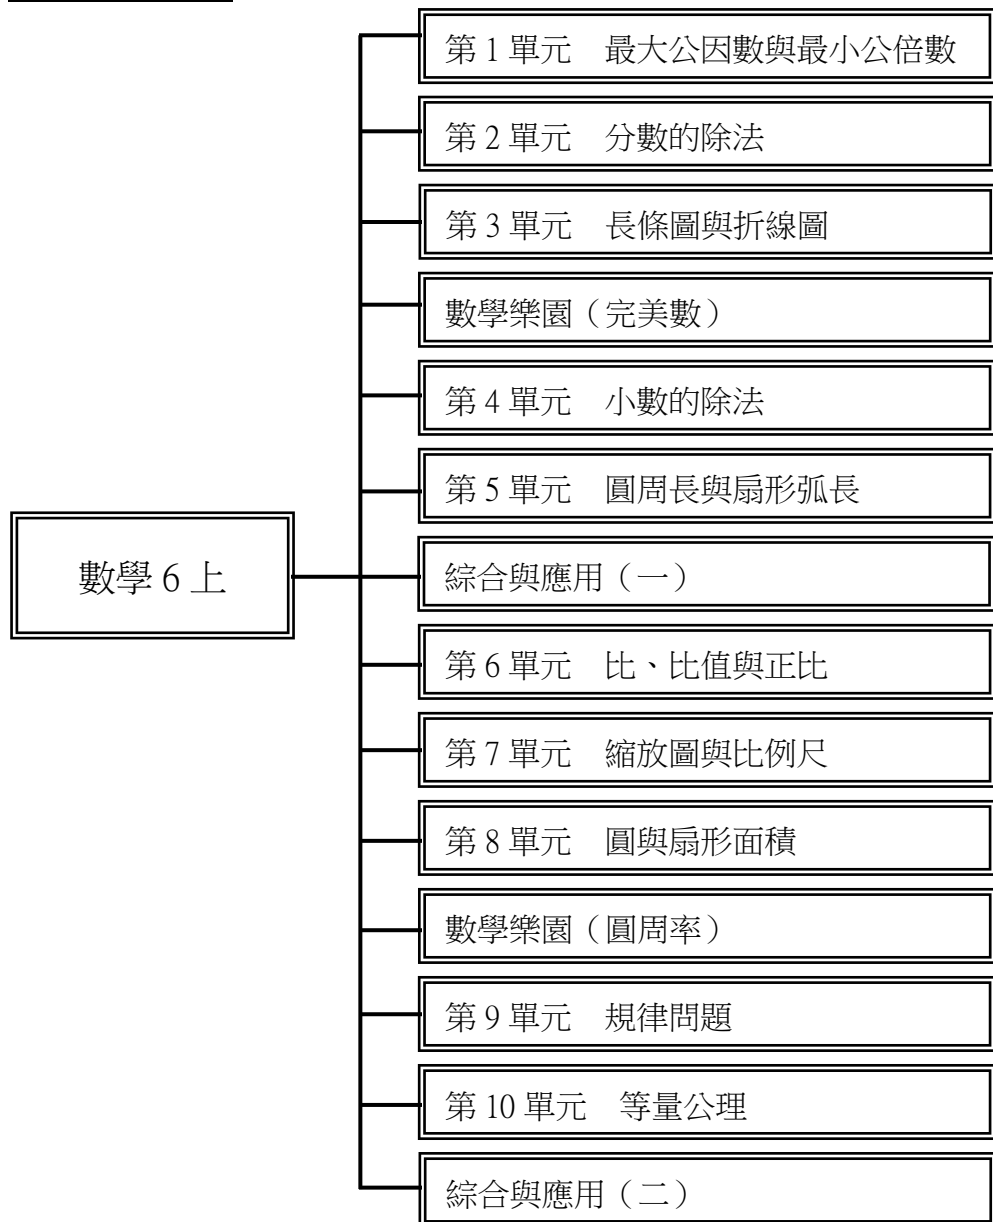 第 1 單元　最大公因數與最小公倍數
第 2 單元　分數的除法
第 3 單元　長條圖與折線圖
數學樂園（完美數）
第 4 單元　小數的除法
第 5 單元　圓周長與扇形弧長
數學 6 上
綜合與應用（一）
第 6 單元　比、比值與正比
第 7 單元　縮放圖與比例尺
第 8 單元　圓與扇形面積
數學樂園（圓周率）
第 9 單元　規律問題
第 10 單元　等量公理
綜合與應用（二）